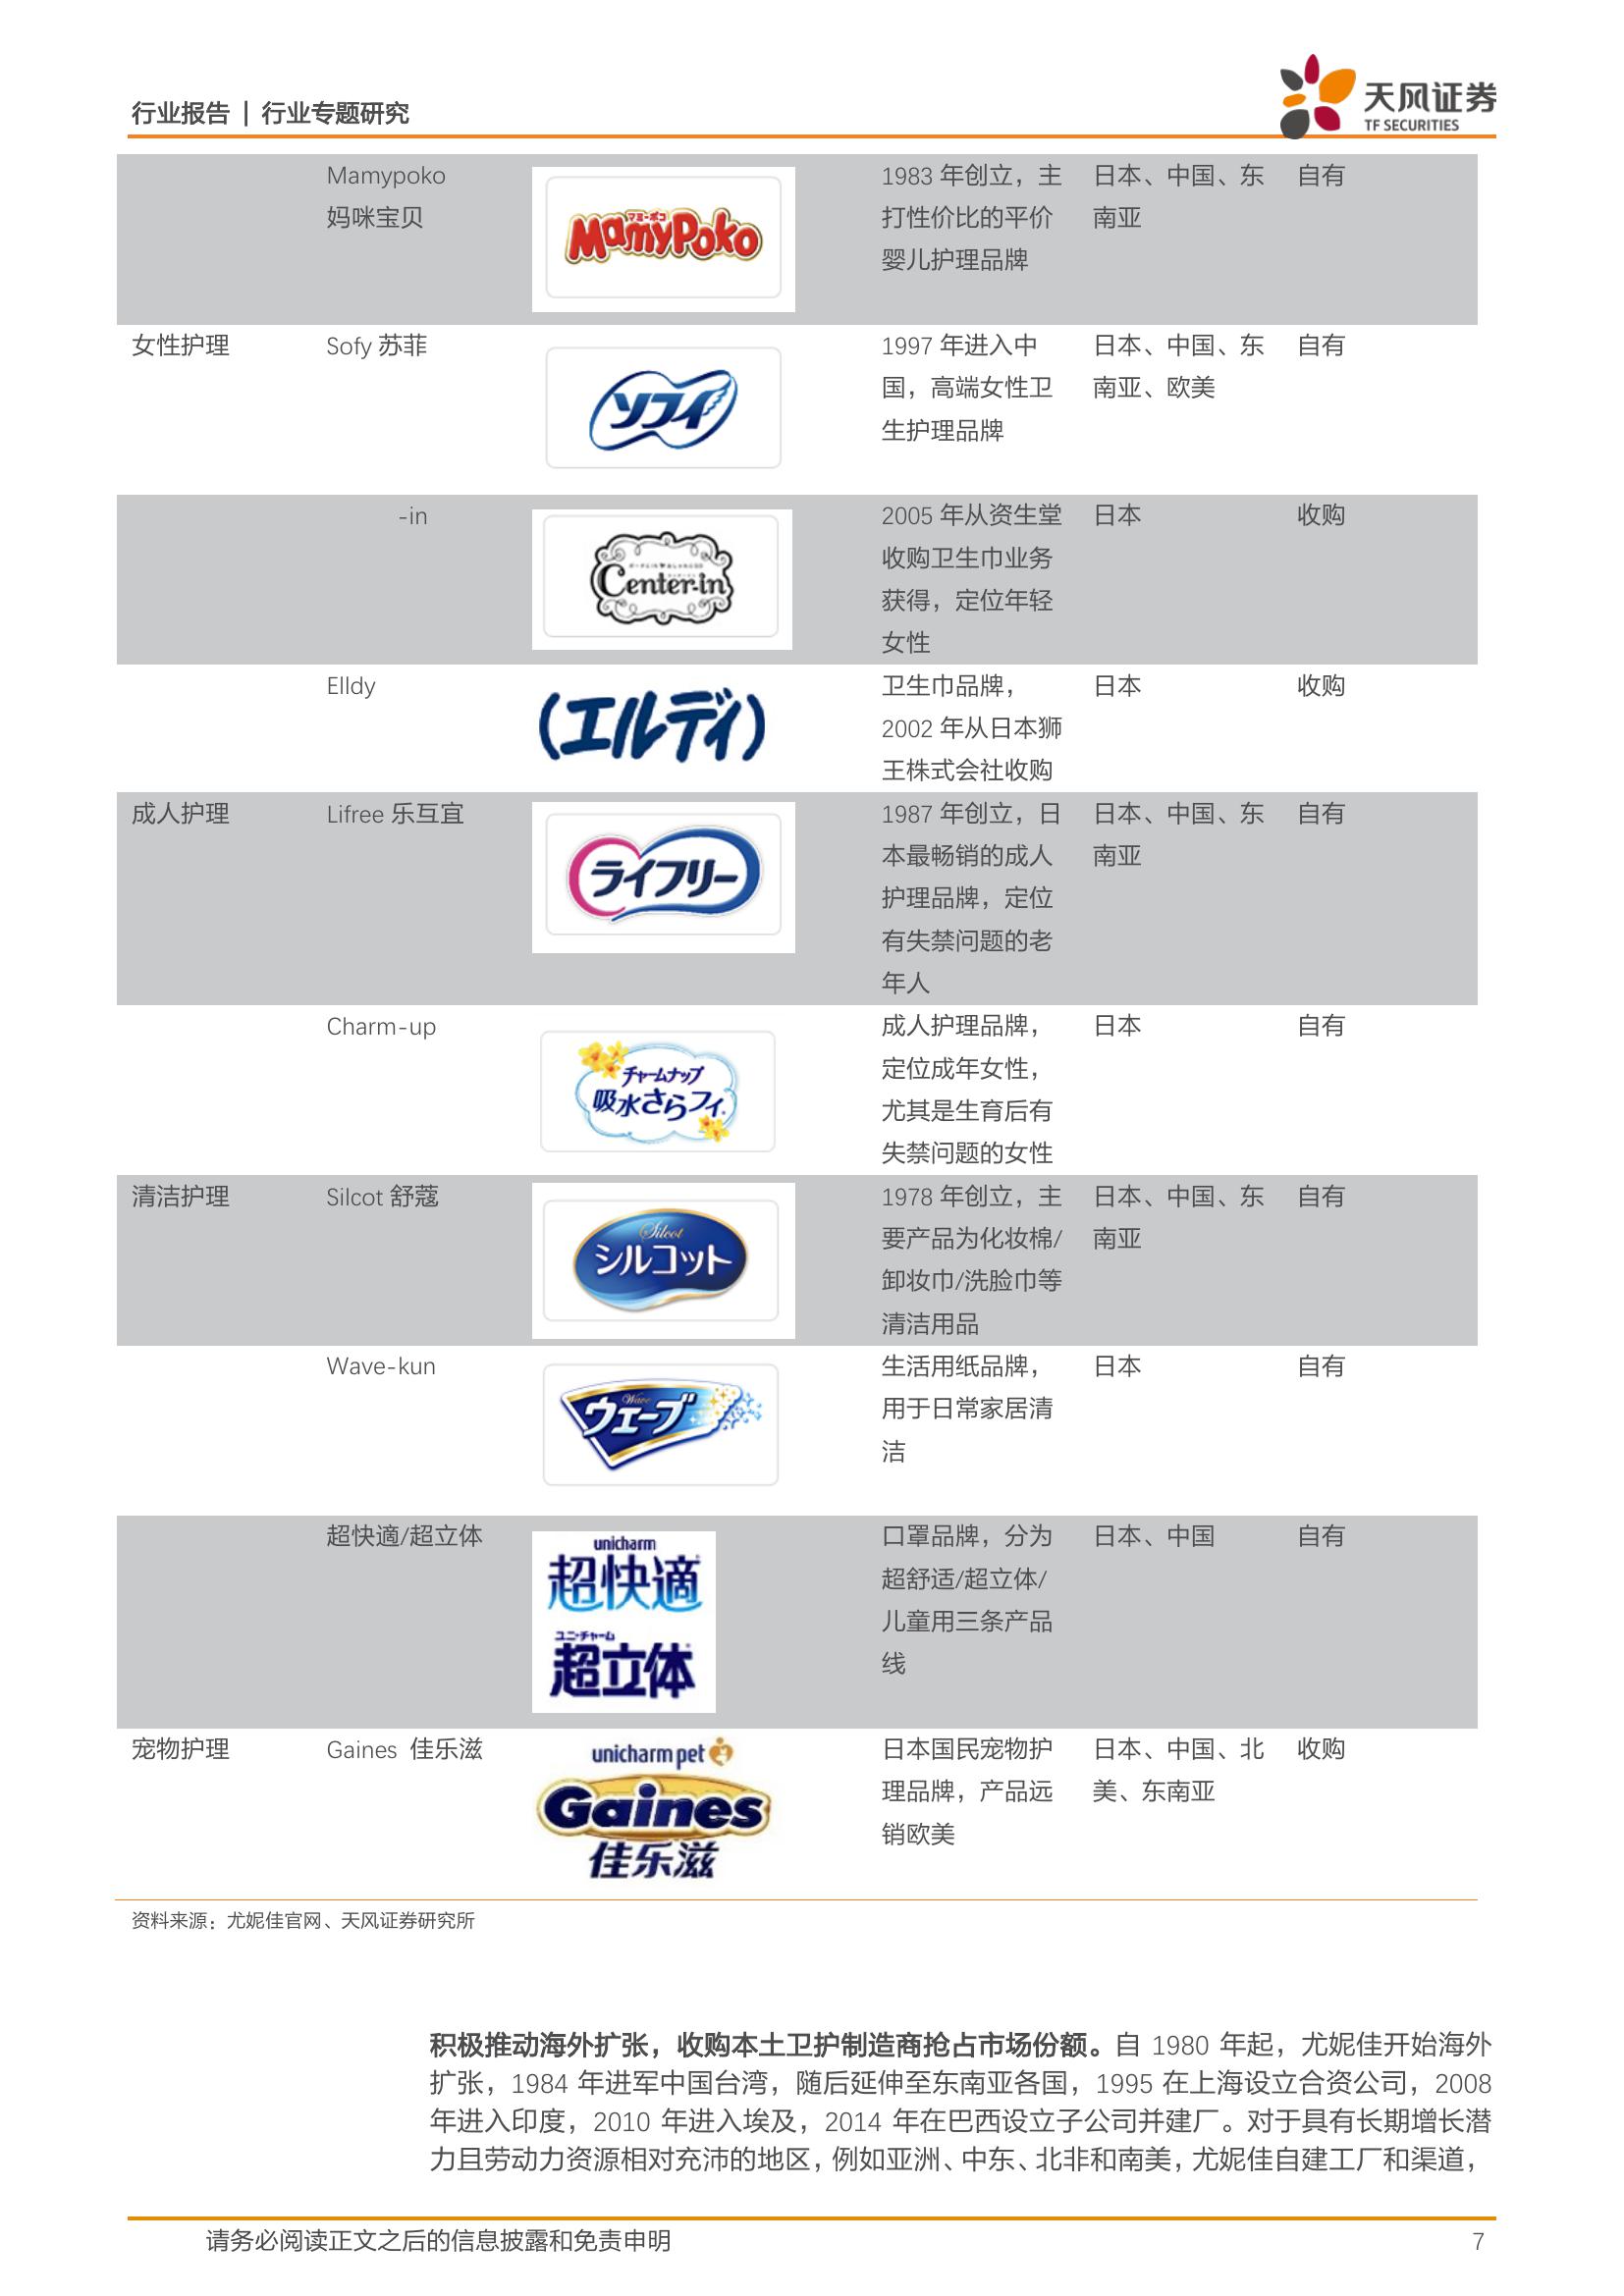 行业报告 | 行业专题研究
天风证券
TF SECURITIES
Mamypoko
妈咪宝贝
マミーポコ
MamyPoko
1983 年创立，主
打性价比的平价
婴儿护理品牌
日本、中国、东
南亚
自有
女性护理
Sofy 苏菲
ソフィ
1997 年进入中
国，高端女性卫
生护理品牌
日本、中国、东
南亚、欧美
自有
-in
Center-in
2005 年从资生堂
收购卫生巾业务
获得，定位年轻
女性
日本
收购
Elldy
(エルディ)
卫生巾品牌，
2002 年从日本狮
王株式会社收购
日本
收购
成人护理
Lifree 乐互宜
ライフリー
1987 年创立，日
本最畅销的成人
护理品牌，定位
有失禁问题的老
年人
日本、中国、东
南亚
自有
Charm-up
チャームナップ
吸水さらフィ
成人护理品牌，
定位成年女性，
尤其是生育后有
失禁问题的女性
日本
自有
清洁护理
Silcot 舒蔻
Silcot
シルコット
1978 年创立，主
要产品为化妆棉/
卸妆巾/洗脸巾等
清洁用品
日本、中国、东
南亚
自有
Wave-kun
Wave
ウェーブ
生活用纸品牌，
用于日常家居清
洁
日本
自有
超快適/超立体
unicharm
超快適
ユニ・チャーム
超立体
口罩品牌，分为
超舒适/超立体/
儿童用三条产品
线
日本、中国
自有
宠物护理
Gaines 佳乐滋
unicharm pet
Gaines
佳乐滋
日本国民宠物护
理品牌，产品远
销欧美
日本、中国、北
美、东南亚
收购
资料来源：尤妮佳官网、天风证券研究所
积极推动海外扩张，收购本土卫护制造商抢占市场份额。自 1980 年起，尤妮佳开始海外
扩张，1984 年进军中国台湾，随后延伸至东南亚各国，1995 在上海设立合资公司，2008
年进入印度，2010 年进入埃及，2014 年在巴西设立子公司并建厂。对于具有长期增长潜
力且劳动力资源相对充沛的地区，例如亚洲、中东、北非和南美，尤妮佳自建工厂和渠道，
请务必阅读正文之后的信息披露和免责申明
7